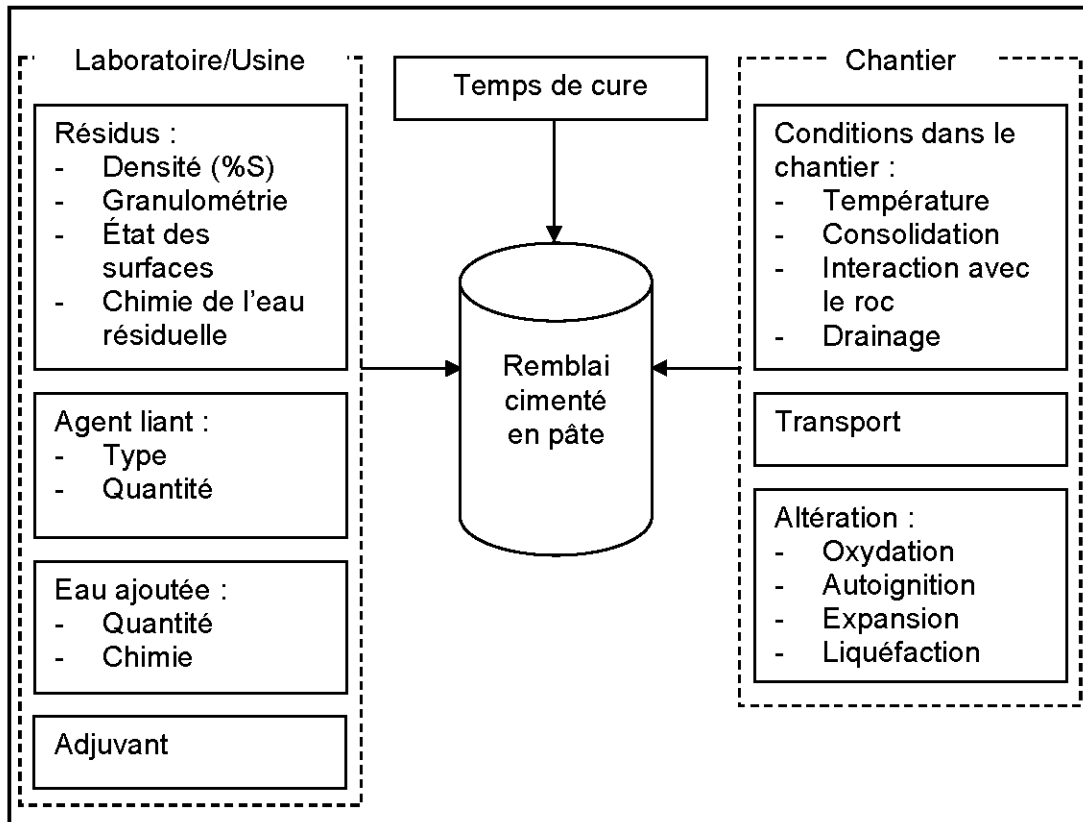 Laboratoire/Usine
Résidus :
- Densité (%S)
- Granulométrie
- État des
surfaces
- Chimie de l'eau
résiduelle
Agent liant :
- Type
- Quantité
Eau ajoutée :
- Quantité
- Chimie
Adjuvant
Temps de cure
Remblai
cimenté
en pâte
Chantier
Conditions dans le
chantier :
- Température
- Consolidation
- Interaction avec
le roc
- Drainage
Transport
Altération :
- Oxydation
- Autoignition
- Expansion
- Liquéfaction